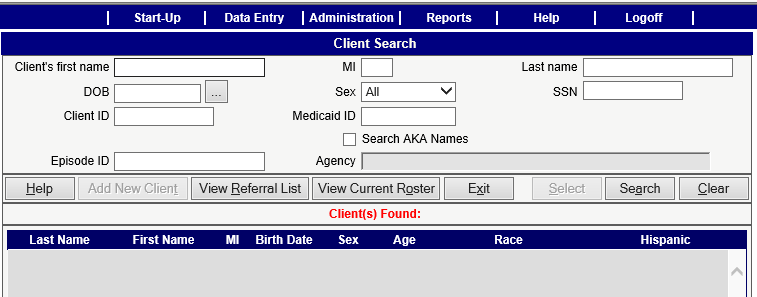 Start-Up Data Entry Administration Reports Help Logoff
Client Search
Client's first name MI Last name
DOB ... Sex All SSN
Client ID Medicaid ID
Search AKA Names
Episode ID Agency
Help Add New Client View Referral List View Current Roster Exit Select Search Clear
Client(s) Found:
Last Name First Name MI Birth Date Sex Age Race Hispanic